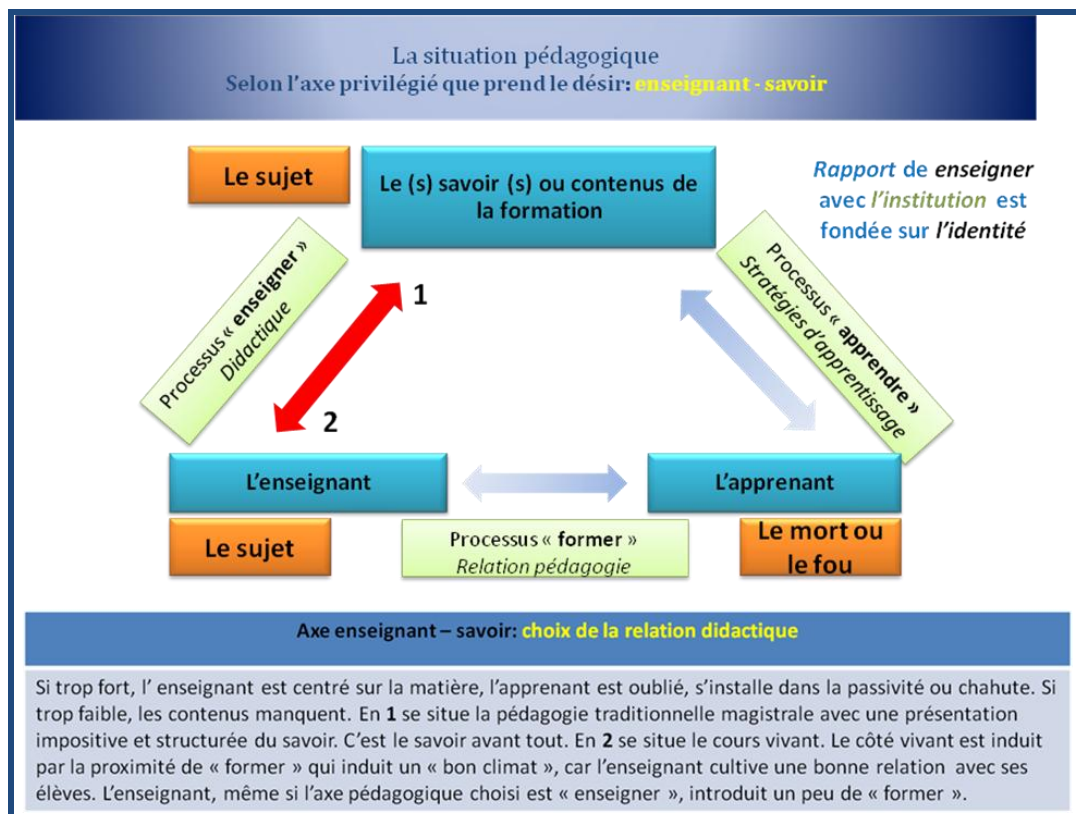 La situation pédagogique
Selon l'axe privilégié que prend le désir: enseignant - savoir
Le sujet
Le (s) savoir (s) ou contenus de
la formation
Rapport de enseigner
avec l'institution est
fondée sur l'identité
Processus « enseigner »
Didactique
1
2
Processus « apprendre »
Stratégies d'apprentissage
L'enseignant
L'apprenant
Le sujet
Processus « former »
Relation pédagogie
Le mort ou
le fou
Axe enseignant – savoir: choix de la relation didactique
Si trop fort, l' enseignant est centré sur la matière, l'apprenant est oublié, s'installe dans la passivité ou chahute. Si
trop faible, les contenus manquent. En 1 se situe la pédagogie traditionnelle magistrale avec une présentation
impositive et structurée du savoir. C'est le savoir avant tout. En 2 se situe le cours vivant. Le côté vivant est induit
par la proximité de « former » qui induit un « bon climat », car l'enseignant cultive une bonne relation avec ses
élèves. L'enseignant, même si l'axe pédagogique choisi est « enseigner », introduit un peu de « former ».